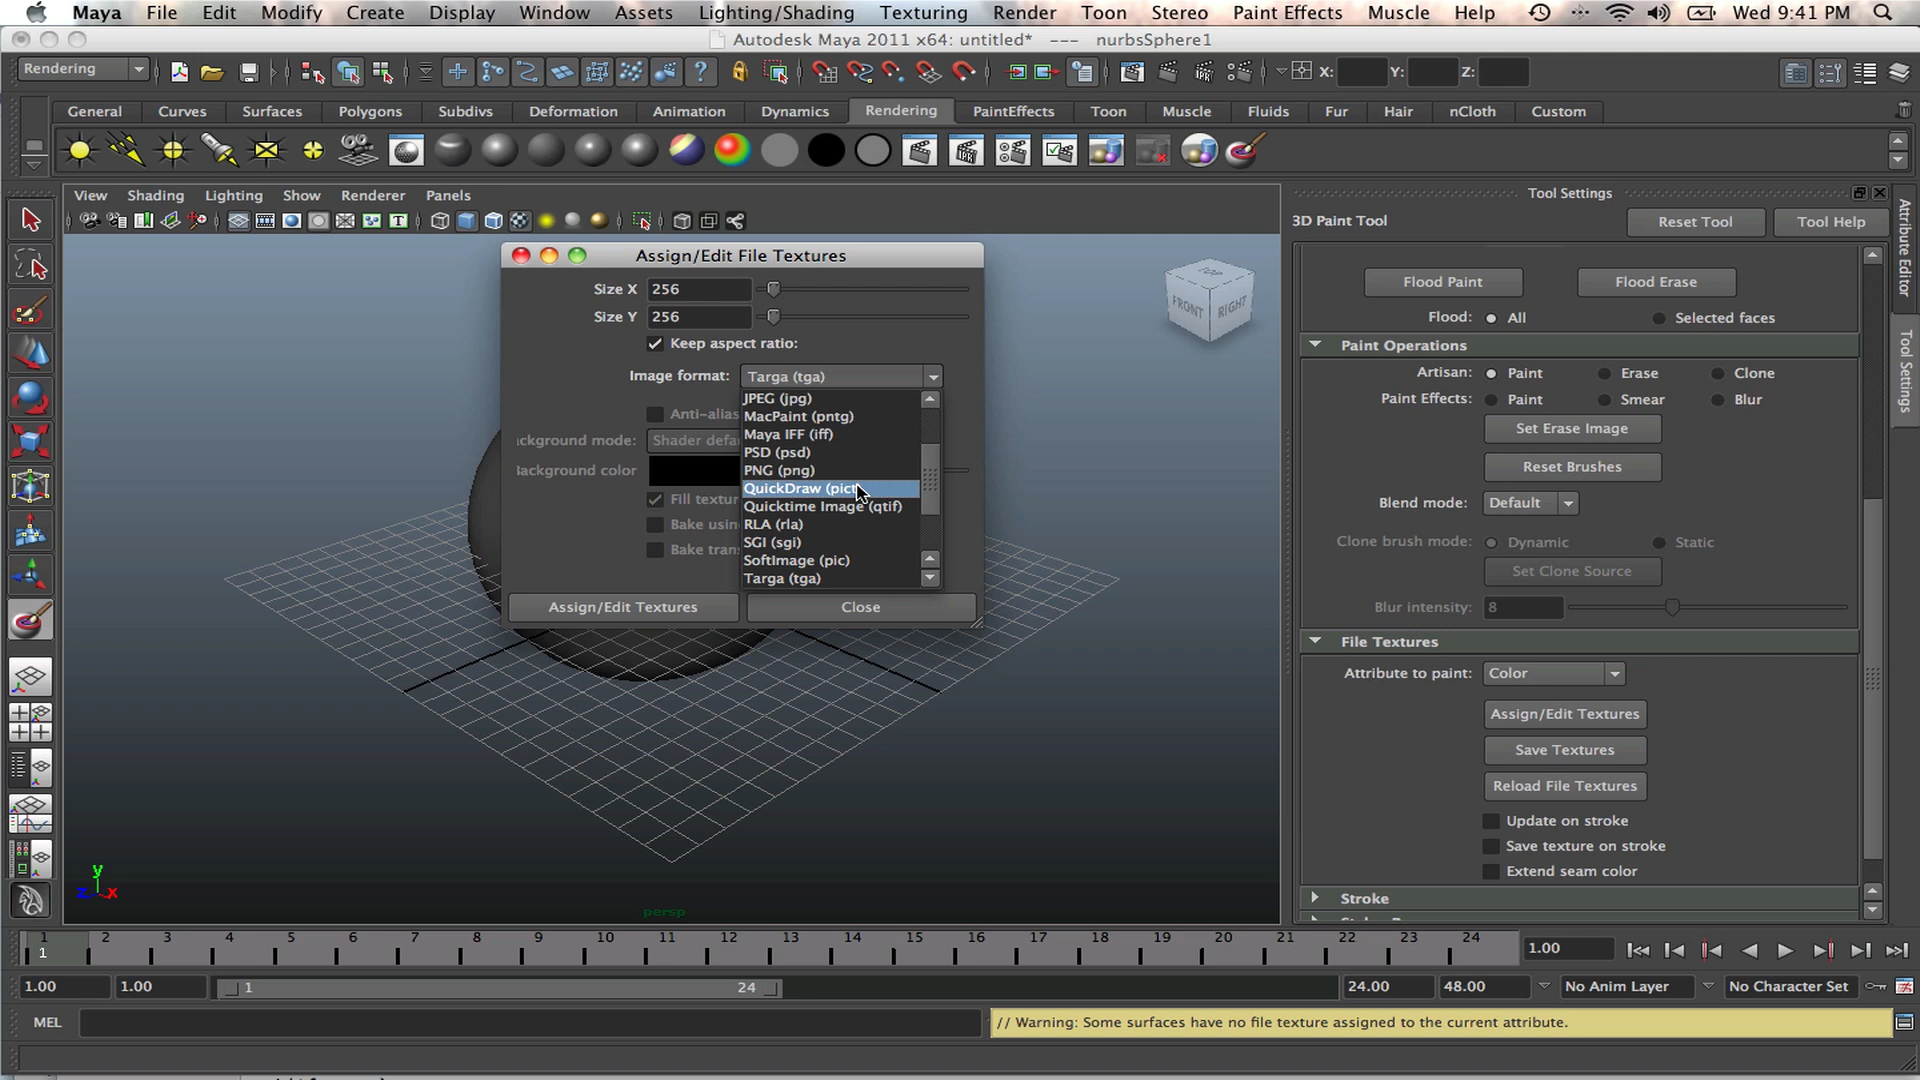 Maya File Edit Modify Create Display Window Assets Lighting/Shading Texturing Render Toon Stereo Paint Effects Muscle Help Wed 9:41 PM
Autodesk Maya 2011 x64: untitled* --- nurbsSphere1
Rendering X: Y: Z:
General Curves Surfaces Polygons Subdivs Deformation Animation Dynamics Rendering PaintEffects Toon Muscle Fluids Fur Hair nCloth Custom
View Shading Lighting Show Renderer Panels
TOP
FRONT RIGHT
Assign/Edit File Textures
Size X 256
Size Y 256
Keep aspect ratio:
Image format: Targa (tga)
JPEG (jpg)
MacPaint (pntg)
Maya IFF (iff)
PSD (psd)
PNG (png)
QuickDraw (pict
Quicktime Image (qtif)
RLA (rla)
SGI (sgi)
SoftImage (pic)
Targa (tga)
Anti-alias
ckground mode: Shader defa
ackground color
Fill textur
Bake usin
Bake tran
Assign/Edit Textures Close
y
z x
persp
Tool Settings
3D Paint Tool Reset Tool Tool Help
Flood Paint Flood Erase
Flood: All Selected faces
Paint Operations
Artisan: Paint Erase Clone
Paint Effects: Paint Smear Blur
Set Erase Image
Reset Brushes
Blend mode: Default
Clone brush mode: Dynamic Static
Set Clone Source
Blur intensity: 8
File Textures
Attribute to paint: Color
Assign/Edit Textures
Save Textures
Reload File Textures
Update on stroke
Save texture on stroke
Extend seam color
Stroke
Attribute Editor
Tool Settings
1 2 3 4 5 6 7 8 9 10 11 12 13 14 15 16 17 18 19 20 21 22 23 24
1 1.00
1.00 1.00 1 24 24.00 48.00 No Anim Layer No Character Set
MEL // Warning: Some surfaces have no file texture assigned to the current attribute.